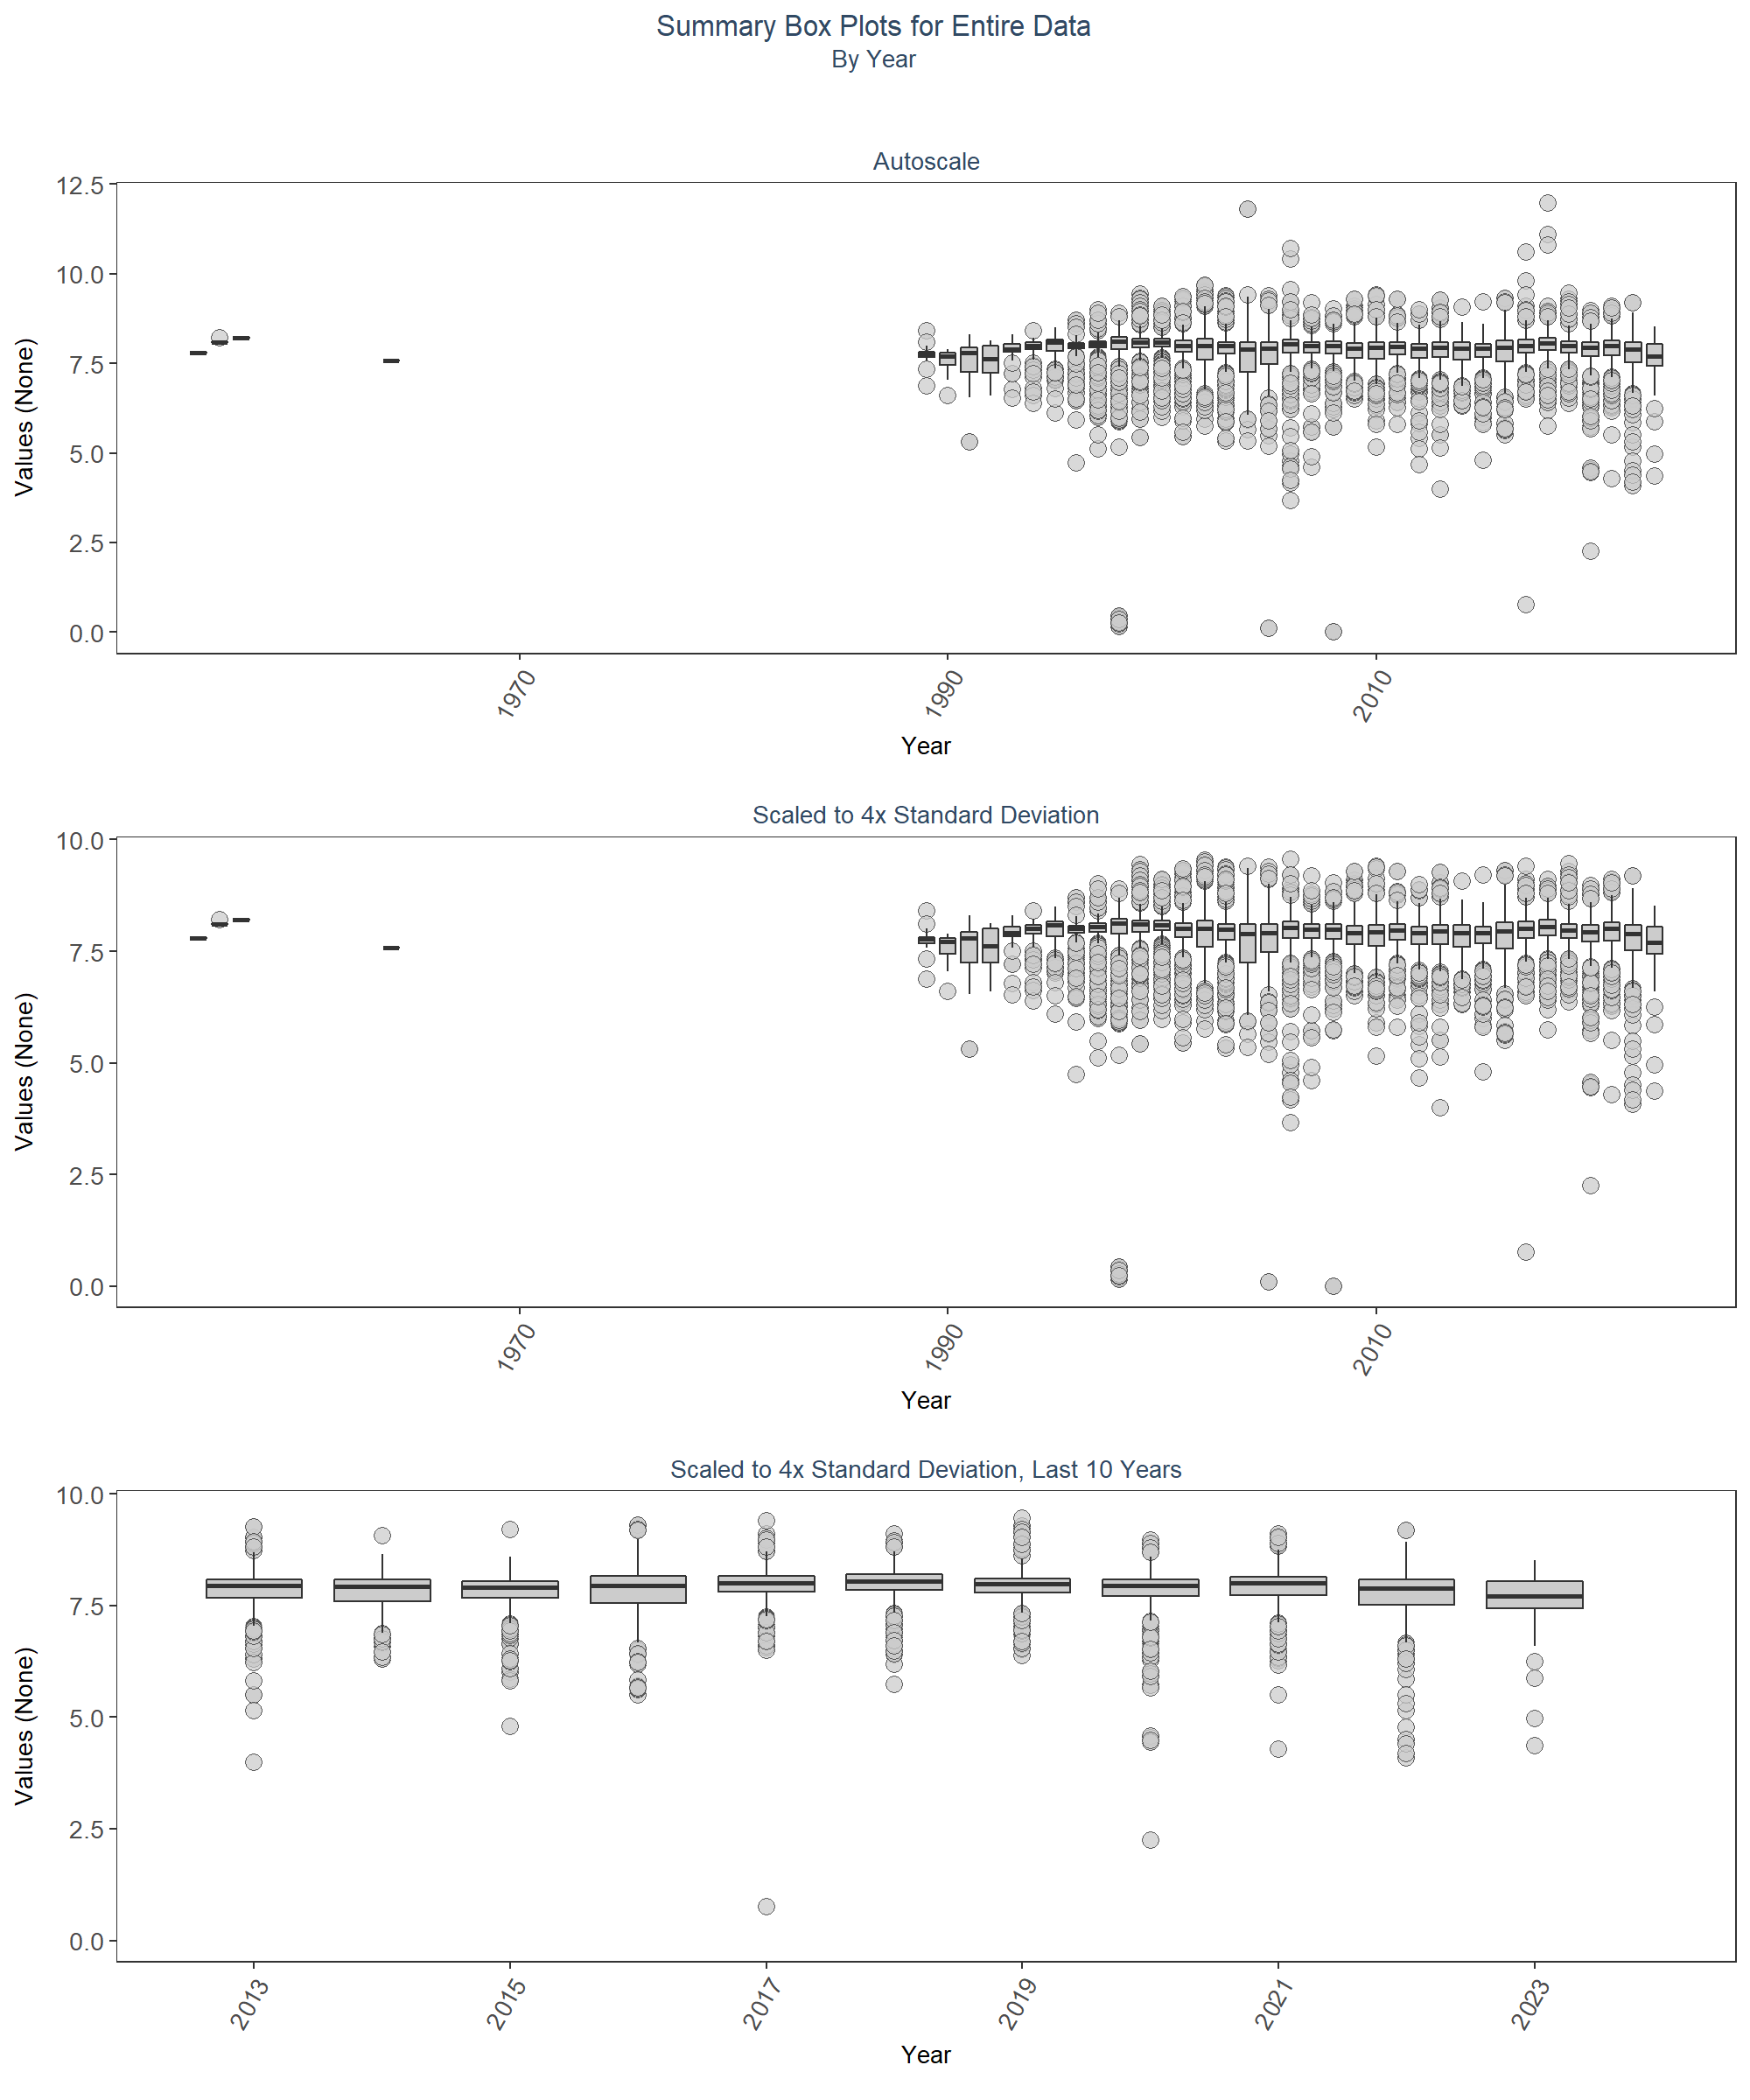 Summary Box Plots for Entire Data
By Year
Autoscale
Values (None)
12.5
10.0
7.5
5.0
2.5
0.0
1970
1990
2010
Year
Scaled to 4x Standard Deviation
Values (None)
10.0
7.5
5.0
2.5
0.0
1970
1990
2010
Year
Scaled to 4x Standard Deviation, Last 10 Years
Values (None)
10.0
7.5
5.0
2.5
0.0
2013
2015
2017
2019
2021
2023
Year